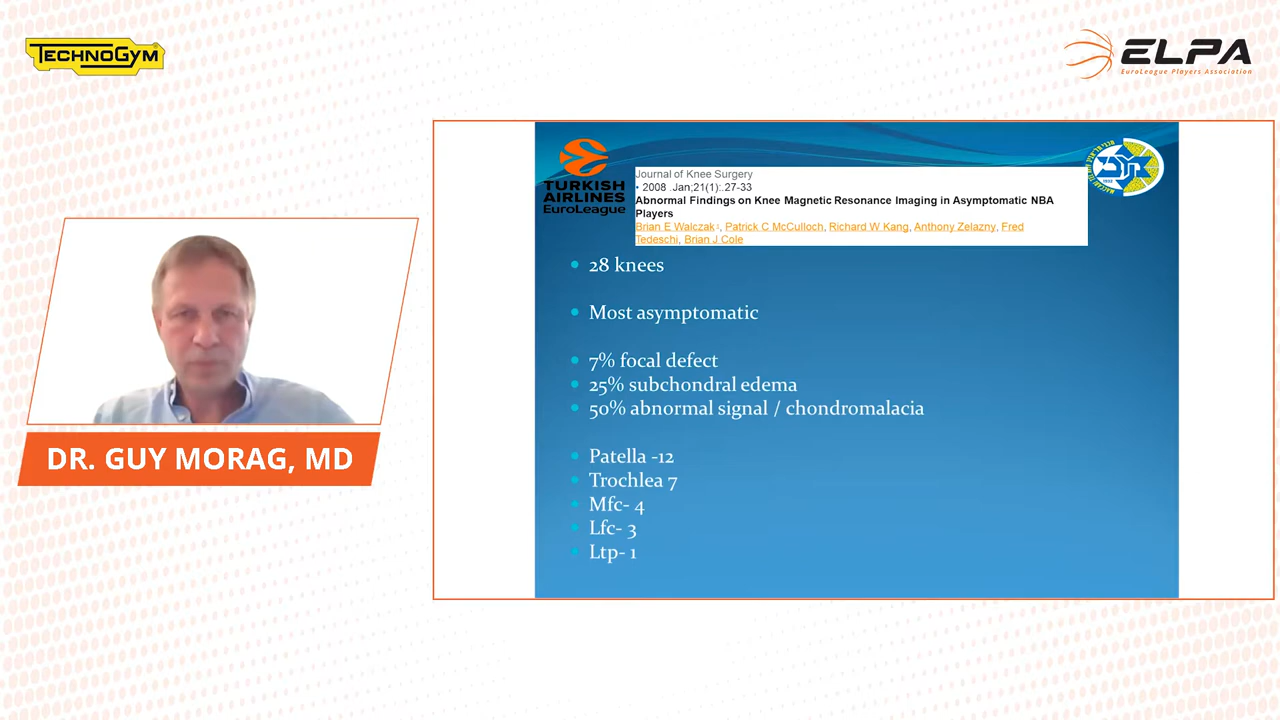 TECHNOGYM
ELPA
EuroLeague Players Association
TURKISH
AIRLINES
EuroLeague
Journal of Knee Surgery
• 2008 .Jan;21(1):.27-33
Abnormal Findings on Knee Magnetic Resonance Imaging in Asymptomatic NBA
Players
Brian E Walczak1, Patrick C McCulloch, Richard W Kang, Anthony Zelazny, Fred
Tedeschi, Brian J Cole
• 28 knees
• Most asymptomatic
• 7% focal defect
• 25% subchondral edema
• 50% abnormal signal / chondromalacia
• Patella -12
• Trochlea 7
• Mfc- 4
• Lfc- 3
• Ltp- 1
DR. GUY MORAG, MD